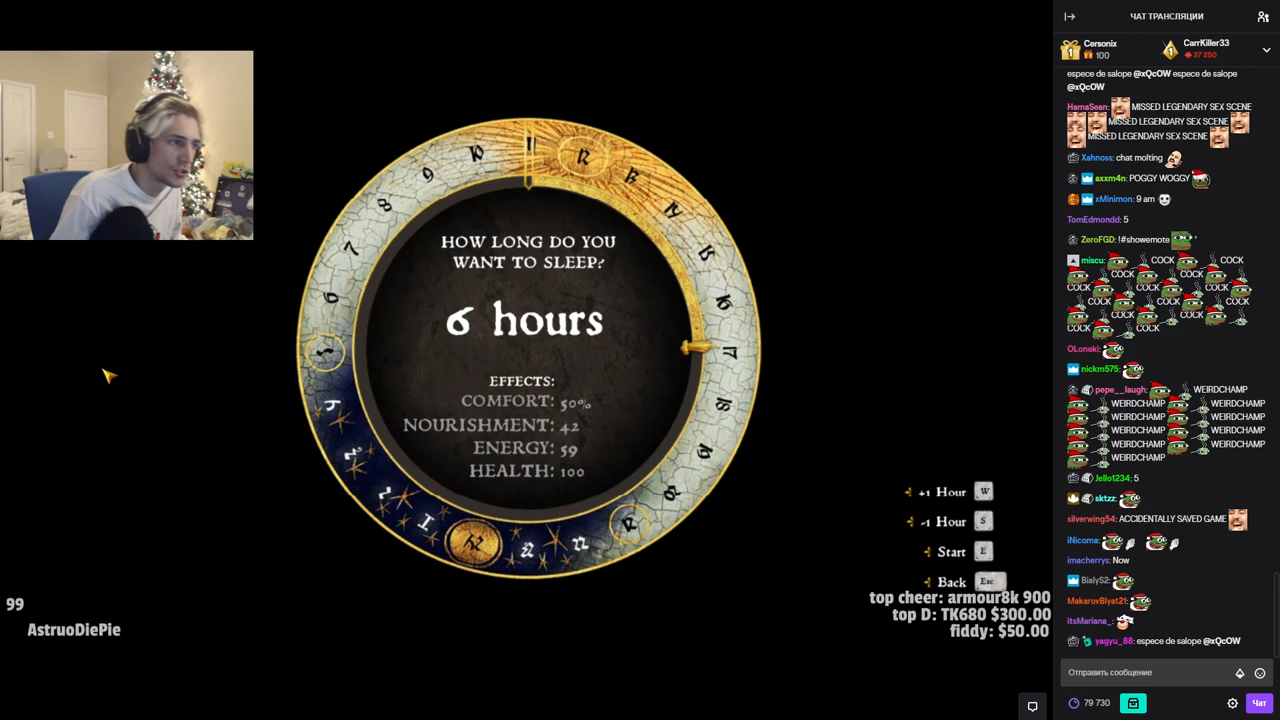 HOW LONG DO YOU
WANT TO SLEEP?
6 hours
EFFECTS:
COMFORT: 50%
NOURISHMENT: 42
ENERGY: 59
HEALTH: 100
+1 Hour W
-1 Hour S
Start E
Back Esc
top cheer: armour8k 900
top D: TK680 $300.00
fiddy: $50.00
99
AstruoDiePie
ЧАТ ТРАНСЛЯЦИИ
Cersonix
100
CarrKiller33
37 250
espece de salope @xQcOW espece de salope
@xQcOW
HamaSean: MISSED LEGENDARY SEX SCENE
MISSED LEGENDARY SEX SCENE
MISSED LEGENDARY SEX SCENE
Xahnoss: chat molting
axxm4n: POGGY WOGGY
xMinimon: 9 am
TomEdmondd: 5
ZeroFGD: !#showemote
miscu: COCK COCK
COCK COCK
COCK COCK COCK
COCK COCK COCK
COCK COCK
COCK
OLoneki:
nickm575:
pepe__laugh: WEIRDCHAMP
WEIRDCHAMP WEIRDCHAMP
WEIRDCHAMP WEIRDCHAMP
WEIRDCHAMP WEIRDCHAMP
WEIRDCHAMP WEIRDCHAMP
WEIRDCHAMP
Jello1234: 5
sktzz:
silverwing54: ACCIDENTALLY SAVED GAME
iNicoma:
imacherrys: Now
BialyS2:
MakarovBlyat21:
itsMariana_:
yagyu_88: espece de salope @xQcOW
Отправить сообщение
79 730
Чат